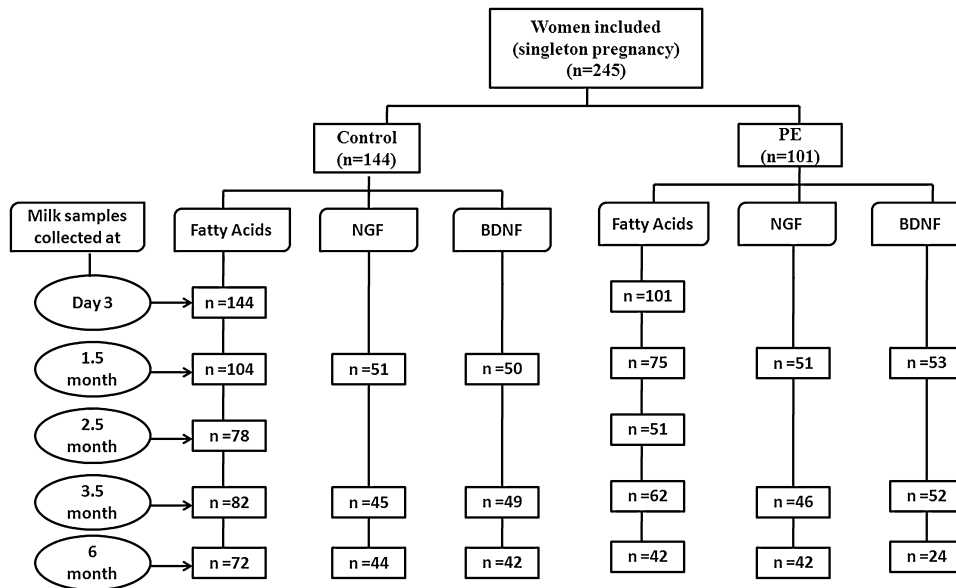 Women included
(singleton pregnancy)
(n=245)
Control
(n=144)
PE
(n=101)
Milk samples
collected at
Fatty Acids
NGF
BDNF
Fatty Acids
NGF
BDNF
Day 3
n =144
n =101
1.5
month
n =104
n =51
n =50
n =75
n =51
n =53
2.5
month
n =78
n =51
3.5
month
n =82
n =45
n =49
n =62
n =46
n =52
6
month
n =72
n =44
n =42
n =42
n =42
n =24